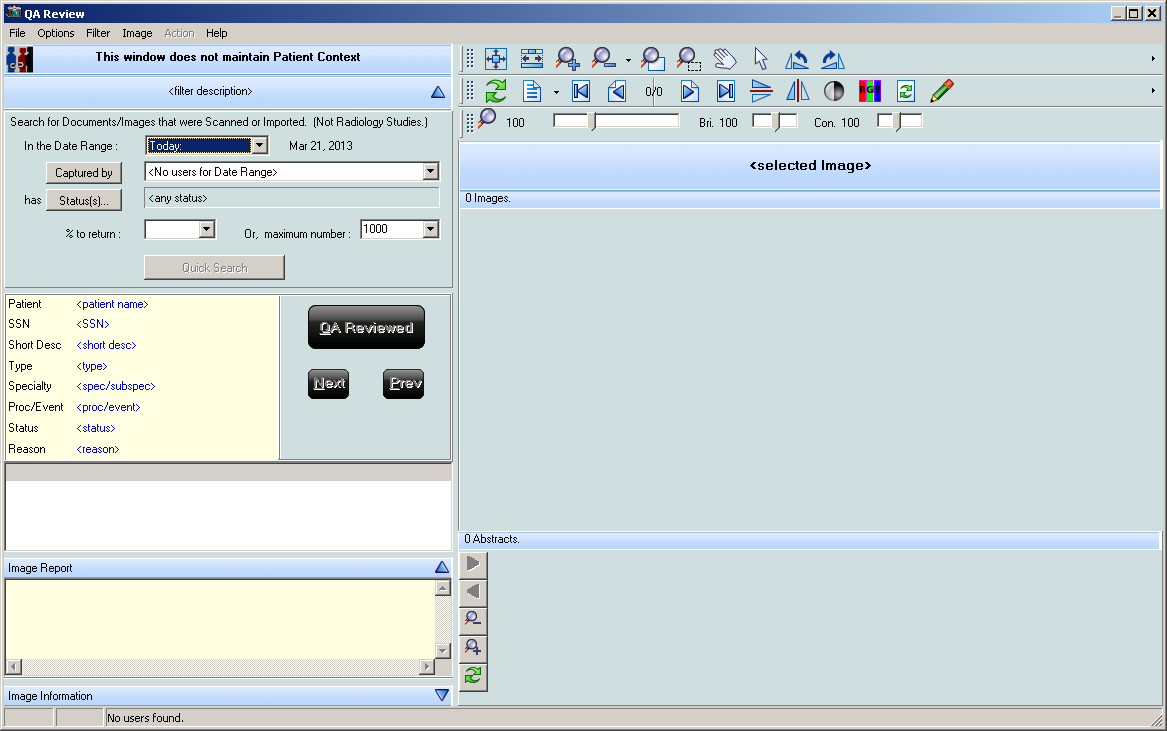 QA Review
File Options Filter Image Action Help
This window does not maintain Patient Context
<filter description>
Search for Documents/Images that were Scanned or Imported. (Not Radiology Studies.)
In the Date Range : Today: Mar 21, 2013
Captured by <No users for Date Range>
has Status(s)... <any status>
% to return : Or, maximum number : 1000
Quick Search
Patient <patient name>
SSN <SSN>
Short Desc <short desc>
Type <type>
Specialty <spec/subspec>
Proc/Event <proc/event>
Status <status>
Reason <reason>
QA Reviewed
Next Prev
Image Report
Image Information
No users found.
0/0
RGB
100 Bri. 100 Con. 100
<selected Image>
0 Images.
0 Abstracts.